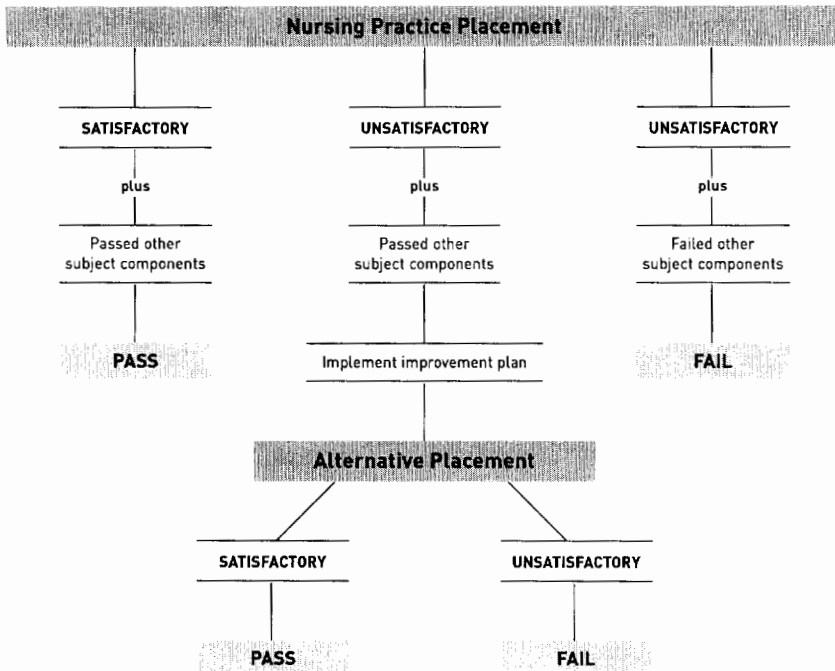 Nursing Practice Placement
SATISFACTORY
UNSATISFACTORY
UNSATISFACTORY
plus
plus
plus
Passed other
subject components
Passed other
subject components
Failed other
subject components
PASS
Implement improvement plan
FAIL
Alternative Placement
SATISFACTORY
UNSATISFACTORY
PASS
FAIL